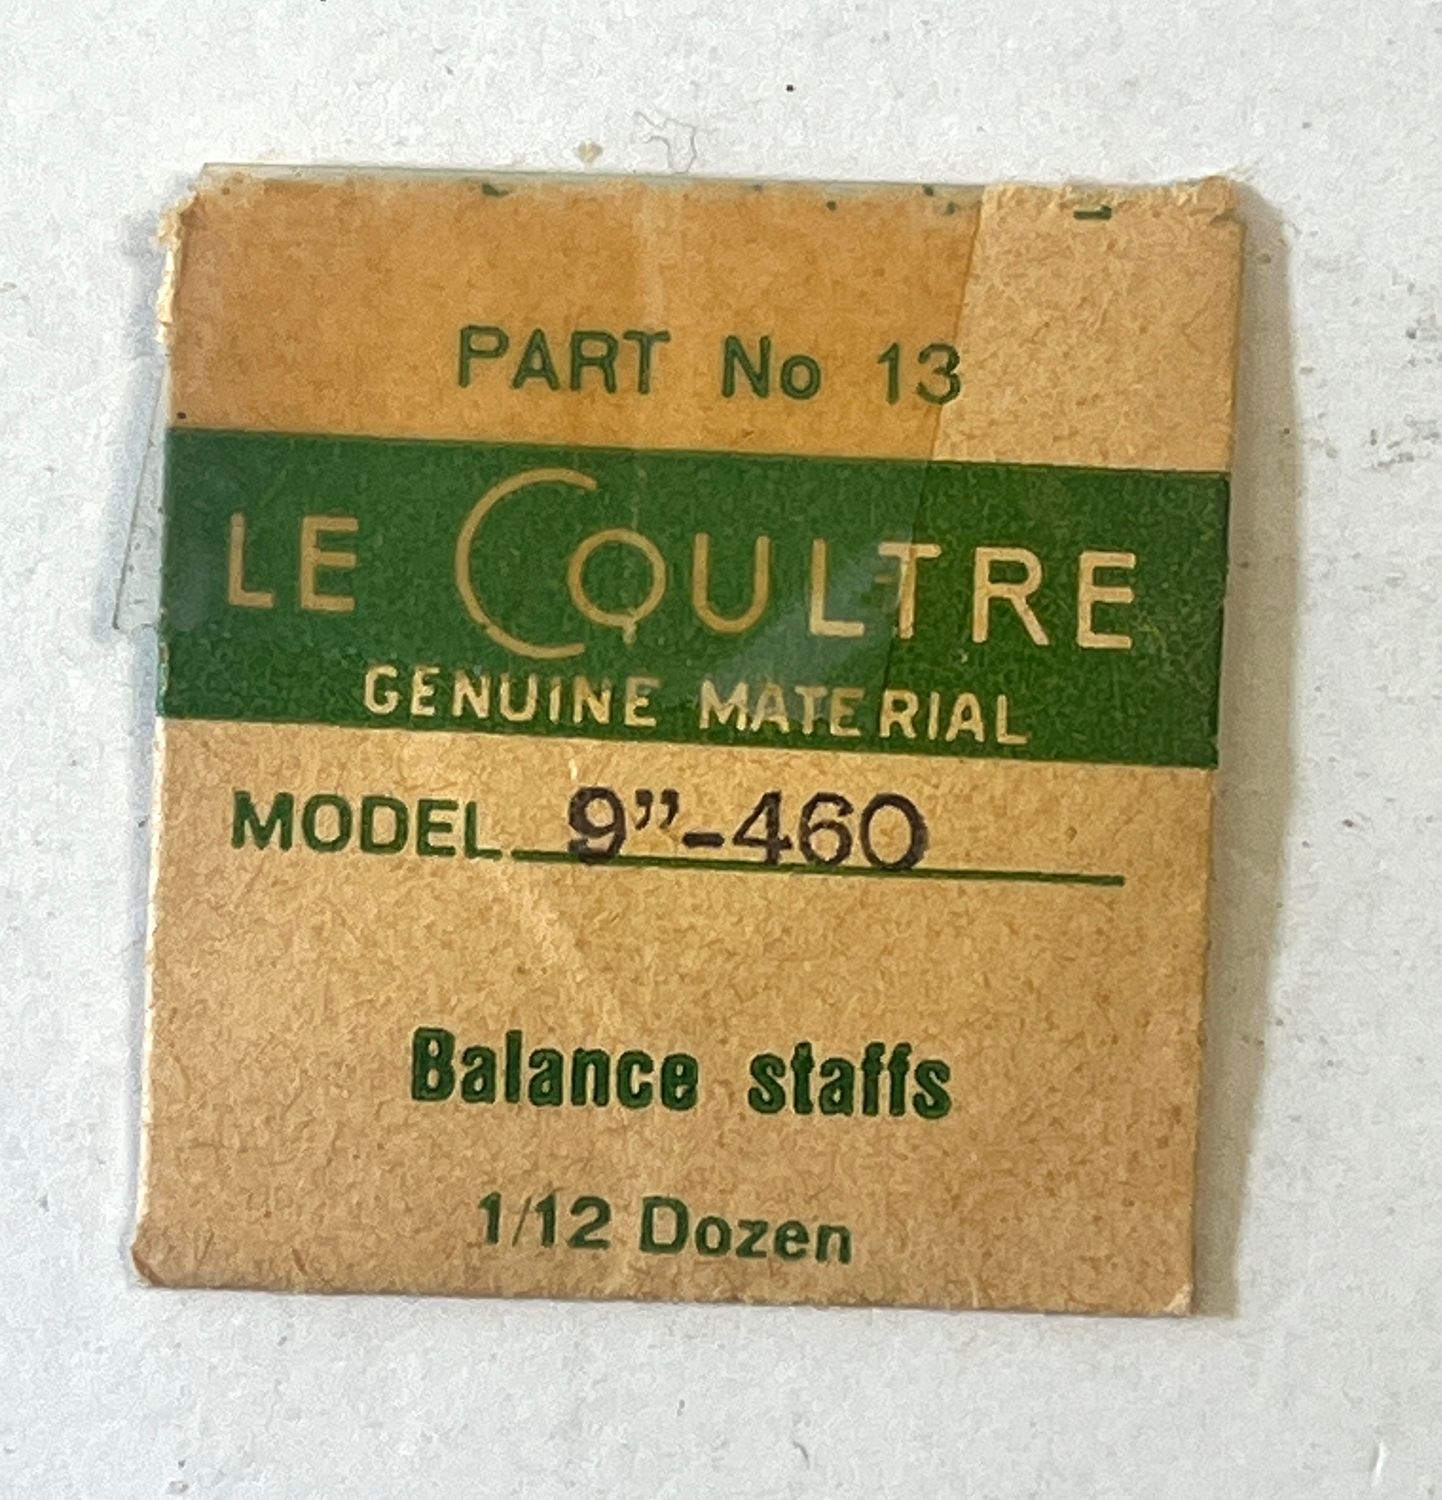 PART No 13
LE COULTRE
GENUINE MATERIAL
MODEL 9”-460
Balance staffs
1/12 Dozen